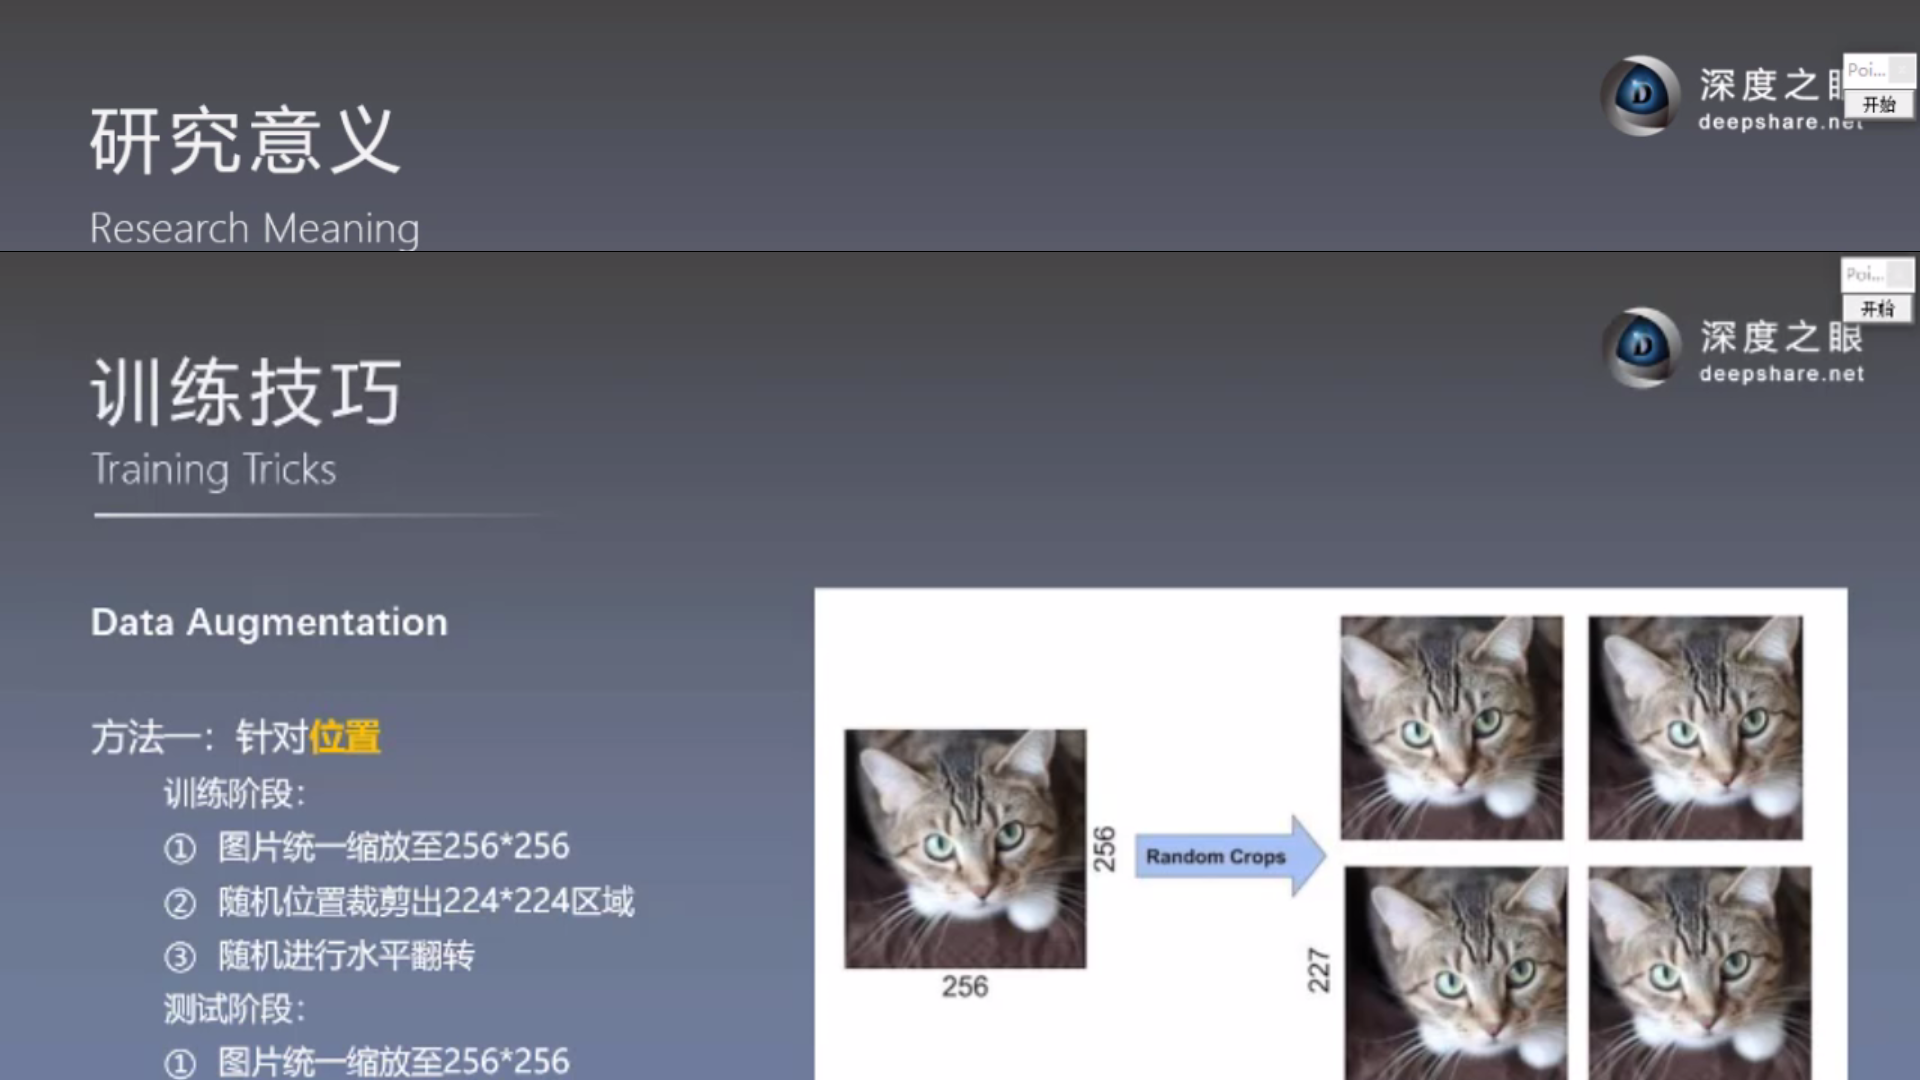 研究意义
Research Meaning
深度之
deepshare.net
Poi...
开始
训练技巧
Training Tricks
Poi...
开始
深度之眼
deepshare.net
Data Augmentation
方法一：针对位置
训练阶段：
① 图片统一缩放至256*256
② 随机位置裁剪出224*224区域
③ 随机进行水平翻转
测试阶段：
① 图片统一缩放至256*256
256
256
Random Crops
227